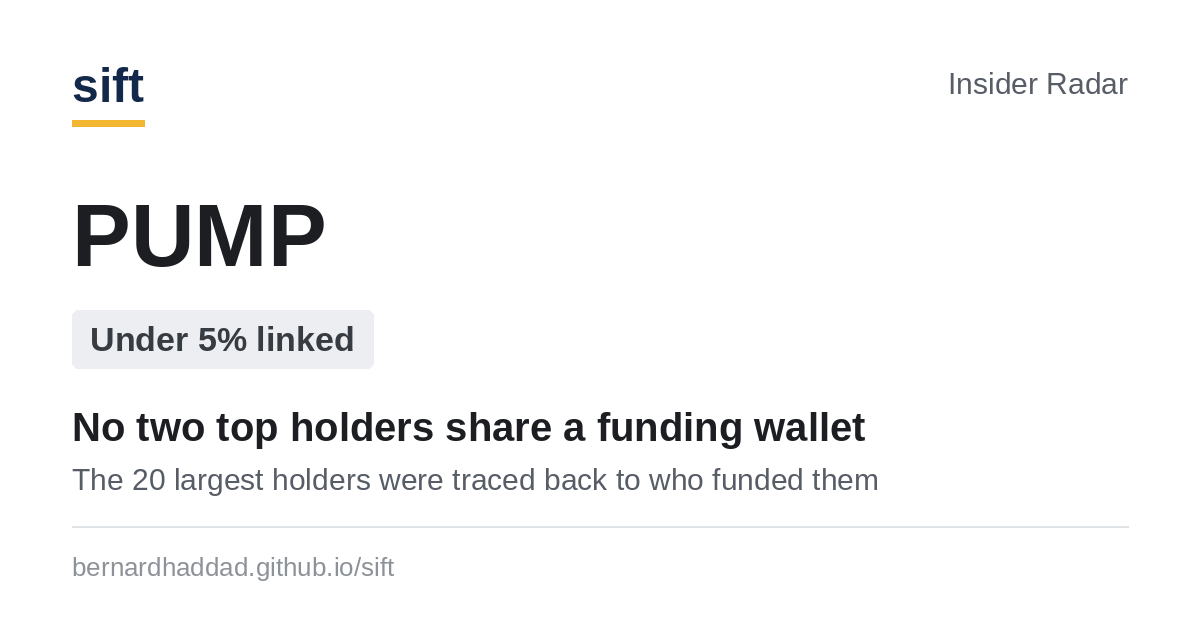 sift
Insider Radar
PUMP
Under 5% linked
No two top holders share a funding wallet
The 20 largest holders were traced back to who funded them
bernardhaddad.github.io/sift